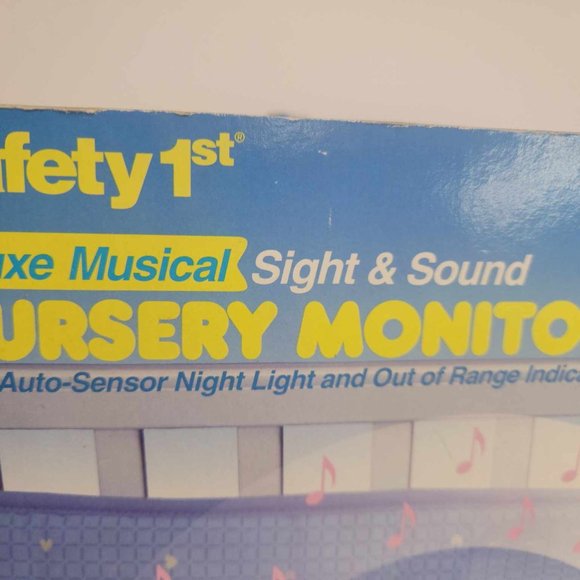 afety 1st®
uxe Musical Sight & Sound
URSERY MONITO
Auto-Sensor Night Light and Out of Range Indica